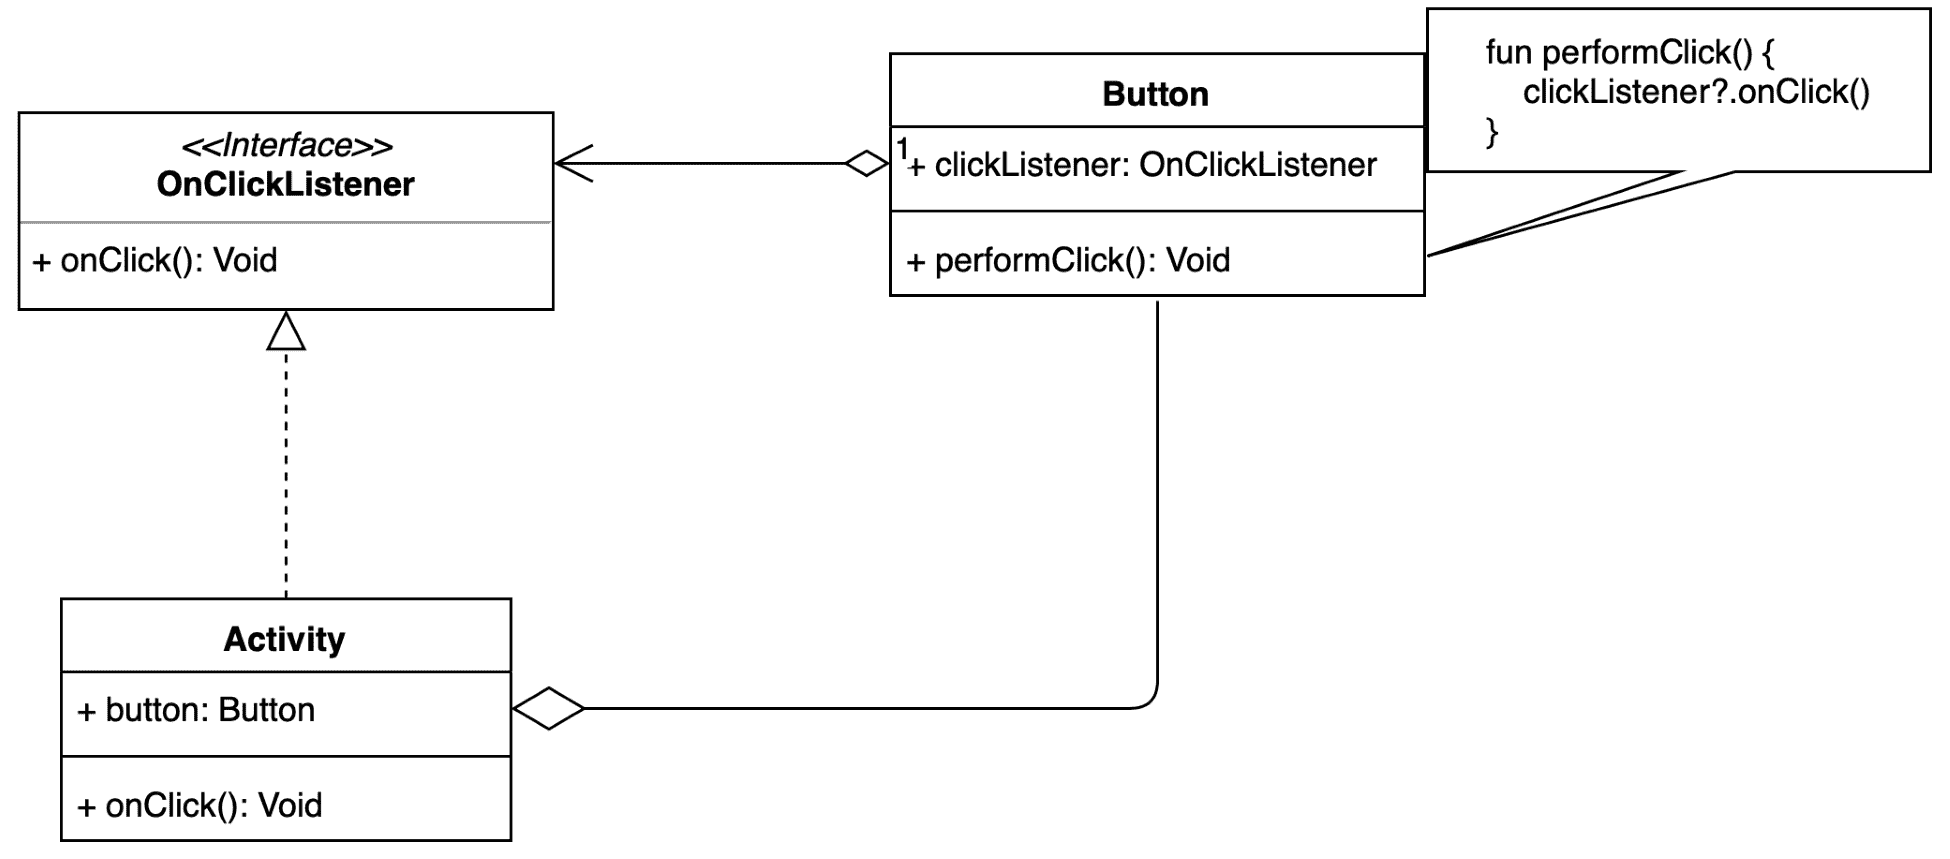 <<Interface>>
OnClickListener
+ onClick(): Void
Button
1
+ clickListener: OnClickListener
+ performClick(): Void
fun performClick() {
clickListener?.onClick()
}
Activity
+ button: Button
+ onClick(): Void